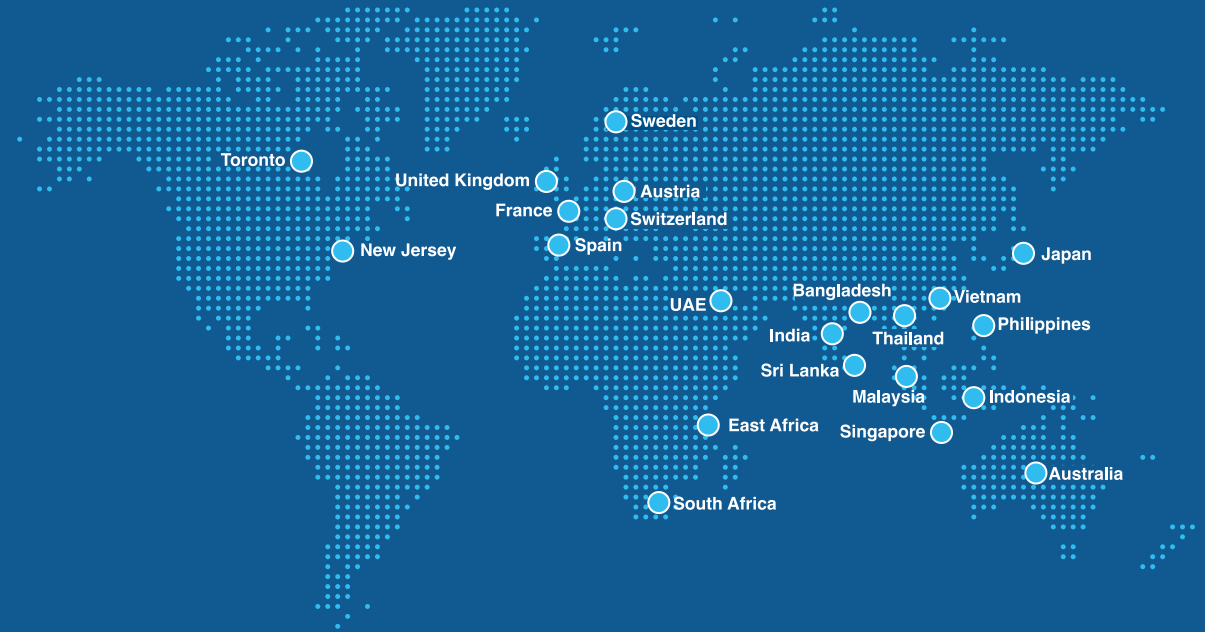 Sweden
Toronto
United Kingdom
Austria
France
Switzerland
Spain
New Jersey
Japan
Bangladesh
Vietnam
UAE
Philippines
India
Thailand
Sri Lanka
Malaysia
Indonesia
East Africa
Singapore
Australia
South Africa